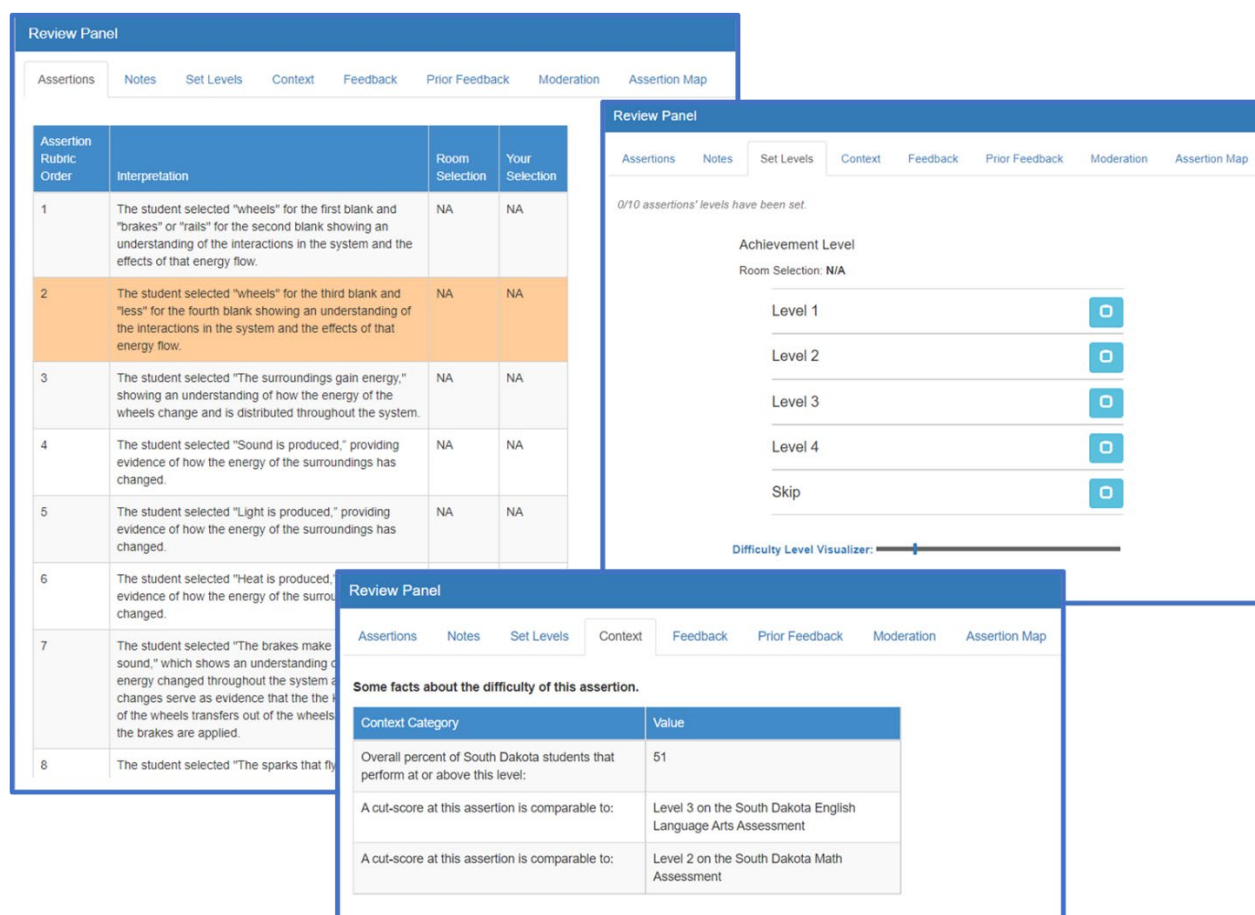 Review Panel
Assertions Notes Set Levels Context Feedback Prior Feedback Moderation Assertion Map
Assertion
Rubric
Order
Interpretation
Room
Selection
Your
Selection
1
The student selected "wheels" for the first blank and
"brakes" or "rails" for the second blank showing an
understanding of the interactions in the system and the
effects of that energy flow.
NA
NA
2
The student selected "wheels" for the third blank and
"less" for the fourth blank showing an understanding of
the interactions in the system and the effects of that
energy flow.
NA
NA
3
The student selected "The surroundings gain energy,"
showing an understanding of how the energy of the
wheels change and is distributed throughout the system.
NA
NA
4
The student selected "Sound is produced," providing
evidence of how the energy of the surroundings has
changed.
NA
NA
5
The student selected "Light is produced," providing
evidence of how the energy of the surroundings has
changed.
NA
NA
6
The student selected "Heat is produced,"
evidence of how the energy of the
changed.
7
The student selected "The brakes make
sound," which shows an understanding
energy changed throughout the system
changes serve as evidence that the the
of the wheels transfers out of the wheels
the brakes are applied.
8
The student selected "The sparks that fly
Review Panel
Assertions Notes Set Levels Context Feedback Prior Feedback Moderation Assertion Map
0/10 assertions' levels have been set.
Achievement Level
Room Selection: N/A
Level 1
Level 2
Level 3
Level 4
Skip
Difficulty Level Visualizer:
Review Panel
Assertions Notes Set Levels Context Feedback Prior Feedback Moderation Assertion Map
Some facts about the difficulty of this assertion.
Context Category
Value
Overall percent of South Dakota students that
perform at or above this level:
51
A cut-score at this assertion is comparable to:
Level 3 on the South Dakota English
Language Arts Assessment
A cut-score at this assertion is comparable to:
Level 2 on the South Dakota Math
Assessment